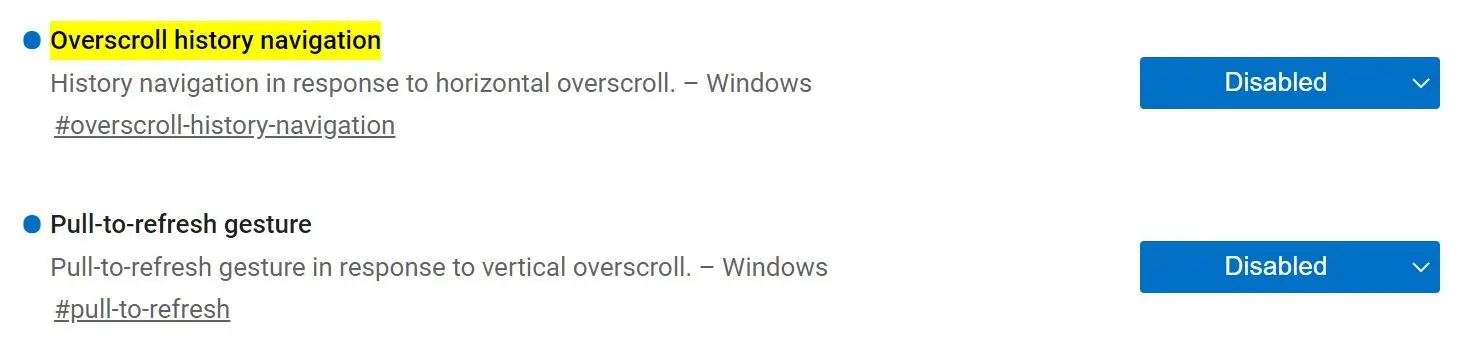 Overscroll history navigation
History navigation in response to horizontal overscroll. – Windows
Disabled
#overscroll-history-navigation
Pull-to-refresh gesture
Pull-to-refresh gesture in response to vertical overscroll. – Windows
Disabled
#pull-to-refresh